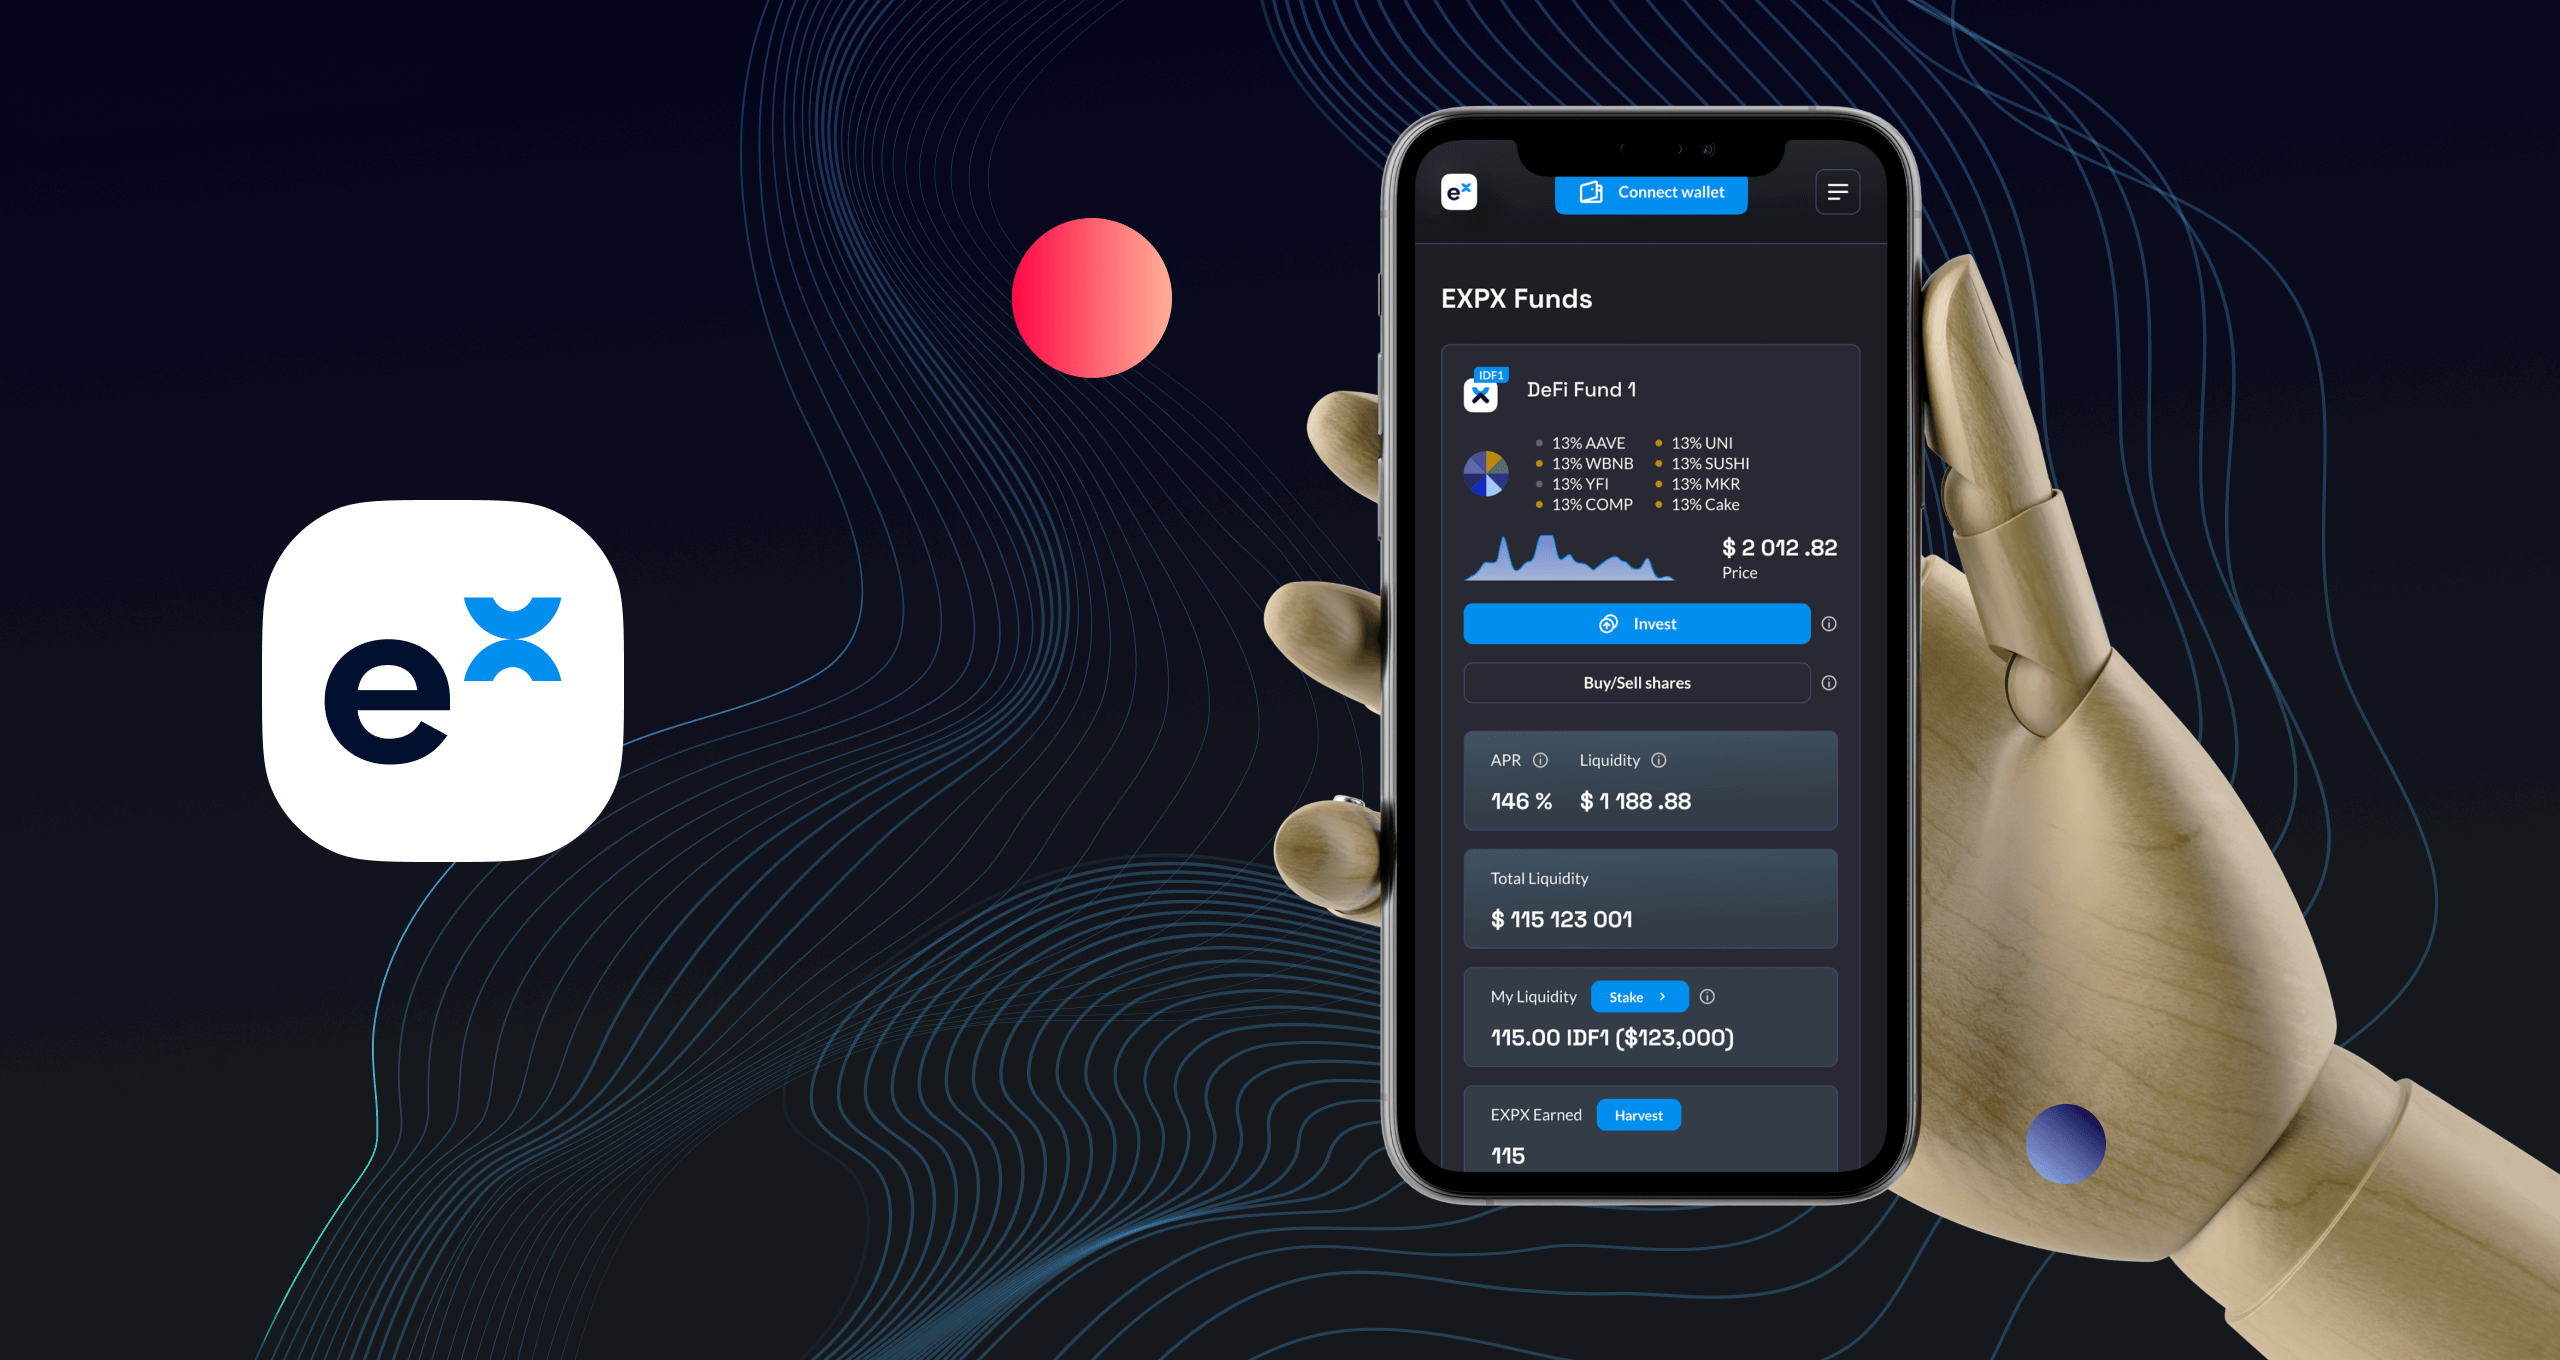 ex
ex
Connect wallet
EXPX Funds
IDF1
DeFi Fund 1
13% AAVE
13% UNI
13% WBNB
13% SUSHI
13% YFI
13% MKR
13% COMP
13% Cake
$ 2 012 .82
Price
Invest
Buy/Sell shares
APR Liquidity
146 % $ 1 188 .88
Total Liquidity
$ 115 123 001
My Liquidity Stake
115.00 IDF1 ($123,000)
EXPX Earned Harvest
115